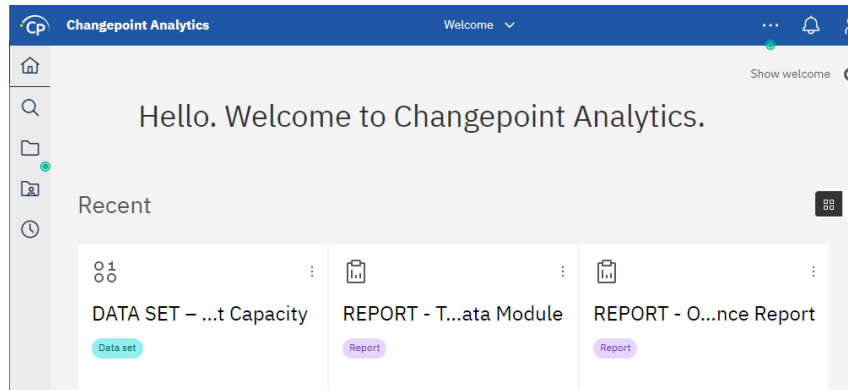 CP Changepoint Analytics Welcome
Show welcome
Hello. Welcome to Changepoint Analytics.
Recent
DATA SET – ...t Capacity
Data set
REPORT - T...ata Module
Report
REPORT - O...nce Report
Report